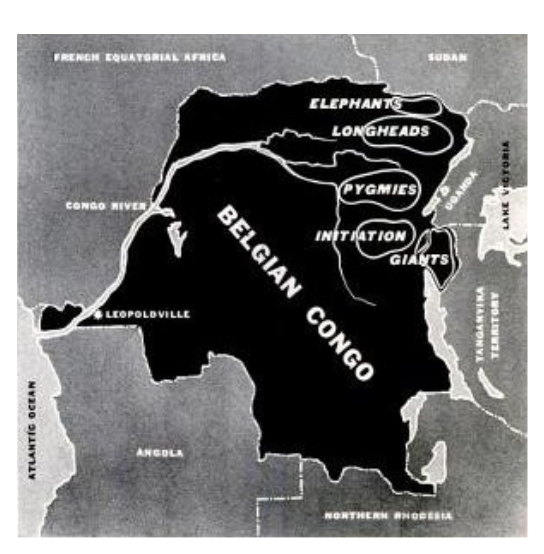 FRENCH EQUATORIAL AFRICA
SUDAN
ELEPHANTS
LONGHEADS
LAKE VICTORIA
PYGMIES
UGANDA
CONGO RIVER
BELGIAN CONGO
INITIATION
GIANTS
LEOPOLDVILLE
TANGANYIKA
TERRITORY
ATLANTIC OCEAN
ANGOLA
NORTHERN RHODESIA